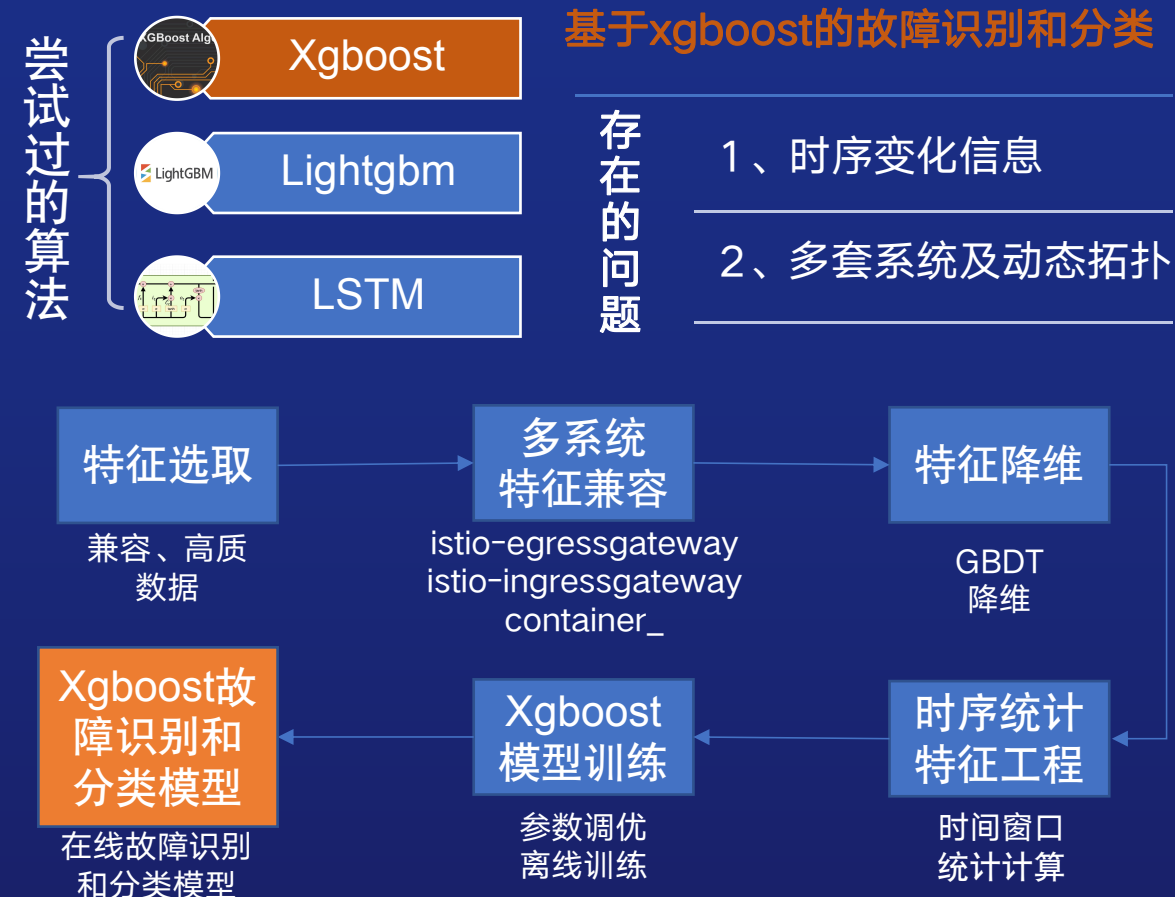 尝试过的算法
XGBoost Alg
Xgboost
LightGBM
Lightgbm
LSTM
基于xgboost的故障识别和分类
存在的问题
1、时序变化信息
2、多套系统及动态拓扑
特征选取
兼容、高质
数据
多系统
特征兼容
istio-egressgateway
istio-ingressgateway
container_
特征降维
GBDT
降维
Xgboost故
障识别和
分类模型
在线故障识别
和分类模型
Xgboost
模型训练
参数调优
离线训练
时序统计
特征工程
时间窗口
统计计算